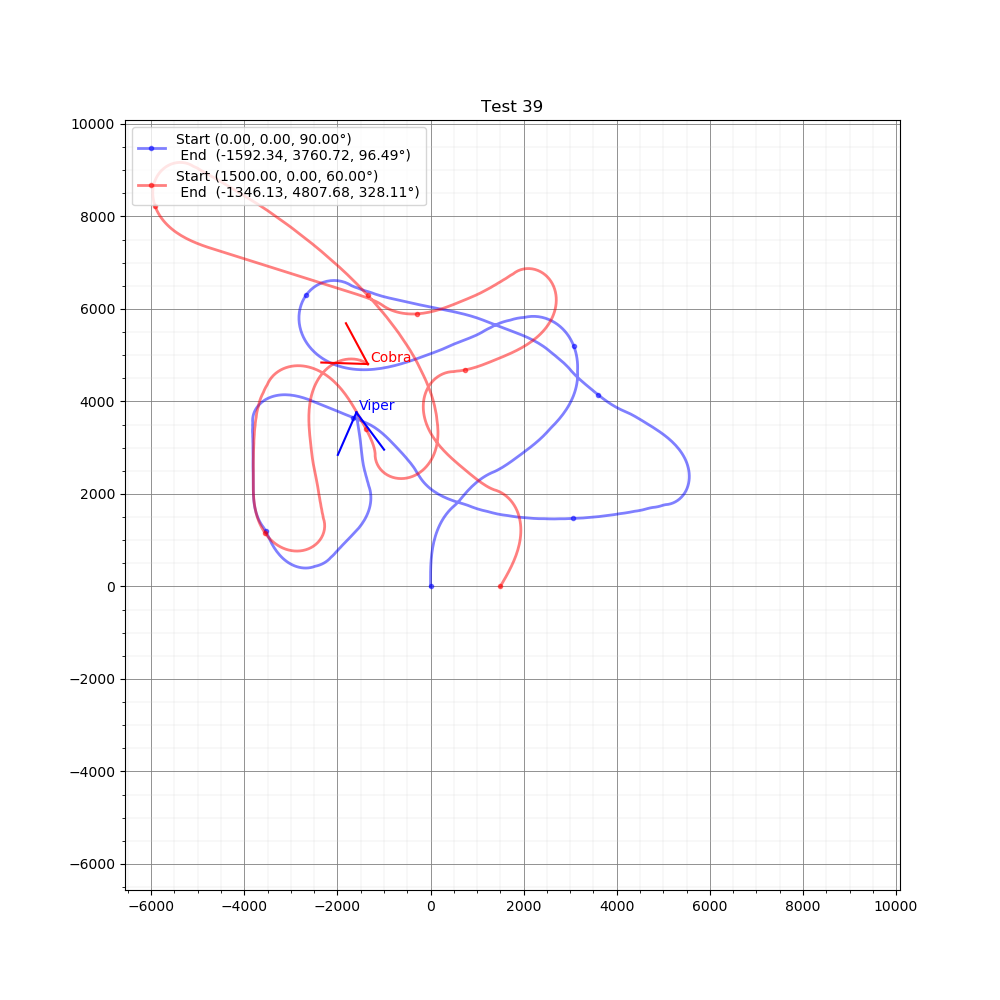 Test 39
Start (0.00, 0.00, 90.00°)
End (-1592.34, 3760.72, 96.49°)
Start (1500.00, 0.00, 60.00°)
End (-1346.13, 4807.68, 328.11°)
10000
8000
6000
4000
2000
0
−2000
−4000
−6000
Cobra
Viper
−6000 −4000 −2000 0 2000 4000 6000 8000 10000